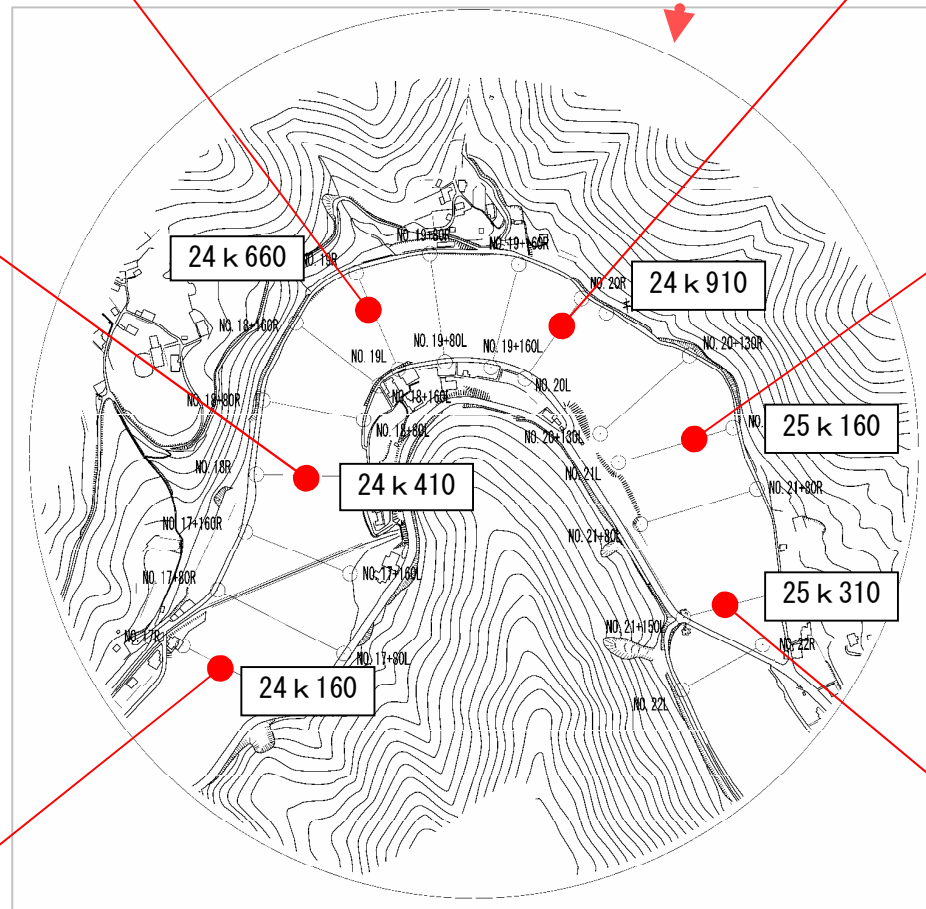 NO. 19+80R
NO. 19+160R
24ｋ660
NO. 19R
24ｋ910
NO. 20R
NO. 18+160R
NO. 19+80L
NO. 19+160L
NO. 20+130R
NO. 19L
NO. 20L
NO. 18+160L
NO. 18+80R
NO. 18+80L
NO. 20+130L
25ｋ160
NO. 18R
24ｋ410
NO. 21L
NO. 21+80R
NO. 17+160R
NO. 21+80L
NO. 17+80R
NO. 17+160L
25ｋ310
NO. 17R
NO. 21+150L
NO. 22R
NO. 17+80L
24ｋ160
NO. 22L